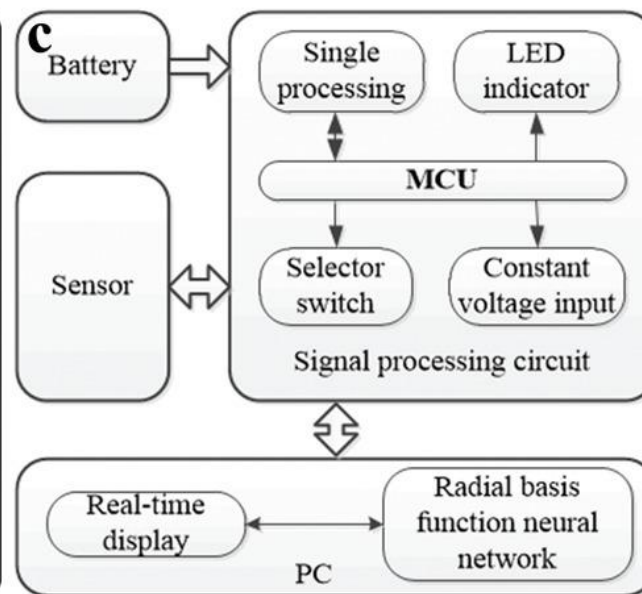 c
Battery
Single
processing
LED
indicator
MCU
Sensor
Selector
switch
Constant
voltage input
Signal processing circuit
Real-time
display
Radial basis
function neural
network
PC